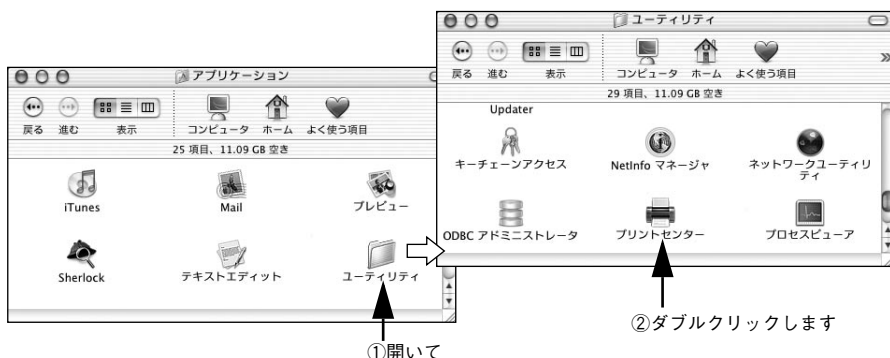 アプリケーション
戻る 進む 表示 コンピュータ ホーム よく使う項目
25 項目、11.09 GB 空き
iTunes Mail プレビュー
Sherlock テキストエディット ユーティリティ
①開いて
ユーティリティ
戻る 進む 表示 コンピュータ ホーム よく使う項目
29 項目、11.09 GB 空き
Updater
キーチェーンアクセス NetInfo マネージャ ネットワークユーティリ
ティ
ODBC アドミニストレータ プリントセンター プロセスビューア
②ダブルクリックします